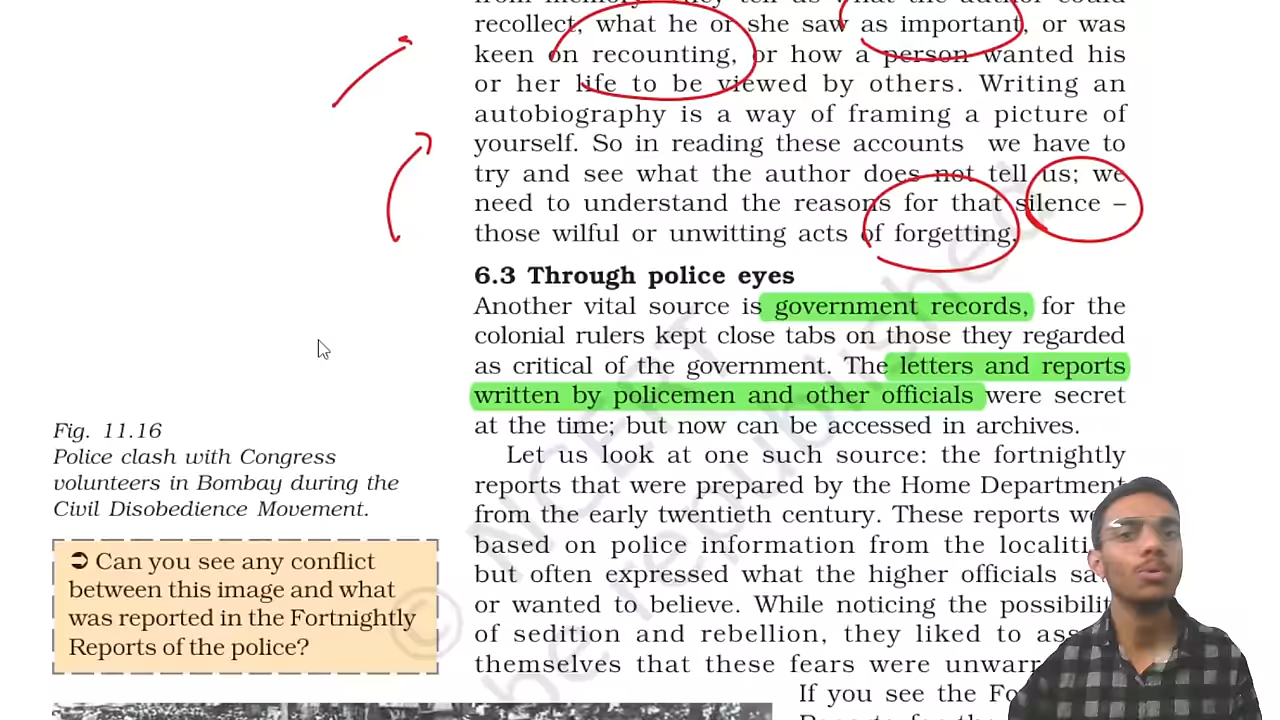 recollect, what he or she saw as important, or was
keen on recounting, or how a person wanted his
or her life to be viewed by others. Writing an
autobiography is a way of framing a picture of
yourself. So in reading these accounts we have to
try and see what the author does not tell us; we
need to understand the reasons for that silence –
those wilful or unwitting acts of forgetting.
6.3 Through police eyes
Another vital source is government records, for the
colonial rulers kept close tabs on those they regarded
as critical of the government. The letters and reports
written by policemen and other officials were secret
at the time; but now can be accessed in archives.
Let us look at one such source: the fortnightly
reports that were prepared by the Home Department
from the early twentieth century. These reports
based on police information from the
but often expressed what the higher officials
or wanted to believe. While noticing the
of sedition and rebellion, they liked to
themselves that these fears were
If you see the
Fig. 11.16
Police clash with Congress
volunteers in Bombay during the
Civil Disobedience Movement.
➲ Can you see any conflict
between this image and what
was reported in the Fortnightly
Reports of the police?
© NCERT
be republished